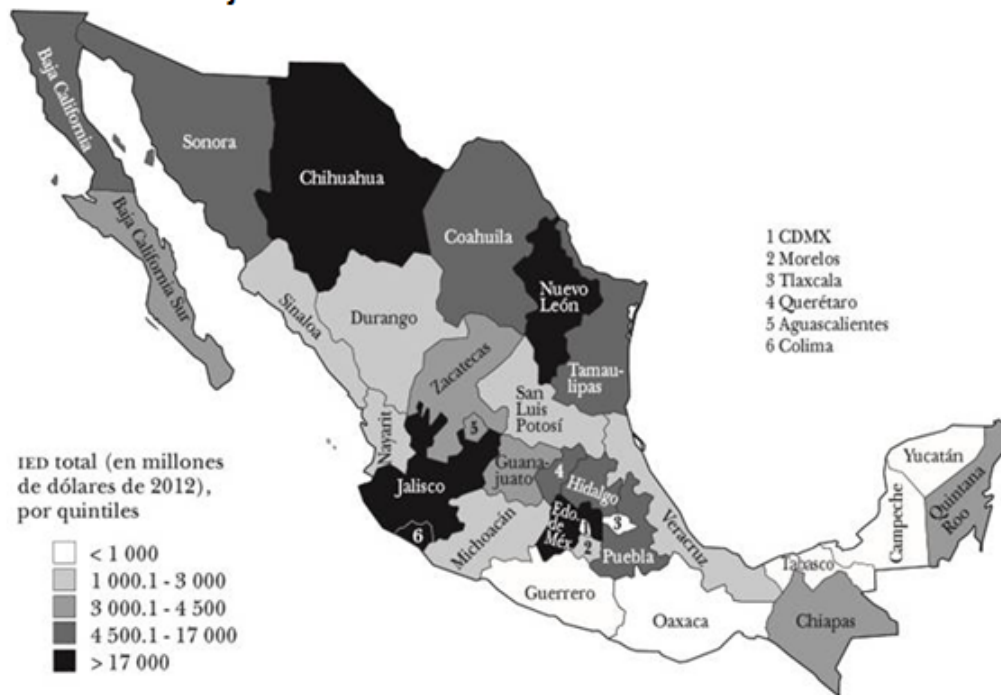 Baja California
Sonora
Chihuahua
Coahuila
Baja California Sur
Nuevo
León
Sinaloa
Durango
Tamau-
lipas
Zacatecas
San
Luis
Potosí
Nayarit
5
Guana-
juato
4
Hidalgo
Jalisco
6
Michoacán
Edo.
de
Méx.
1
2
3
Puebla
Veracruz
Guerrero
Oaxaca
Tabasco
Chiapas
Campeche
Yucatán
Quintana
Roo
1 CDMX
2 Morelos
3 Tlaxcala
4 Querétaro
5 Aguascalientes
6 Colima
IED total (en millones
de dólares de 2012),
por quintiles
< 1 000
1 000.1 - 3 000
3 000.1 - 4 500
4 500.1 - 17 000
> 17 000